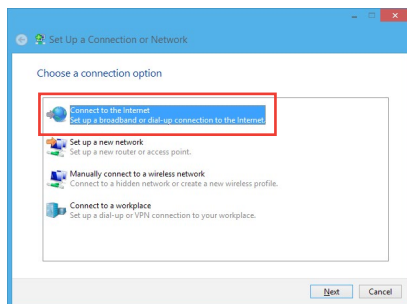 Set Up a Connection or Network
Choose a connection option
Connect to the Internet
Set up a broadband or dial-up connection to the Internet.
Set up a new network
Set up a new router or access point.
Manually connect to a wireless network
Connect to a hidden network or create a new wireless profile.
Connect to a workplace
Set up a dial-up or VPN connection to your workplace.
Next Cancel